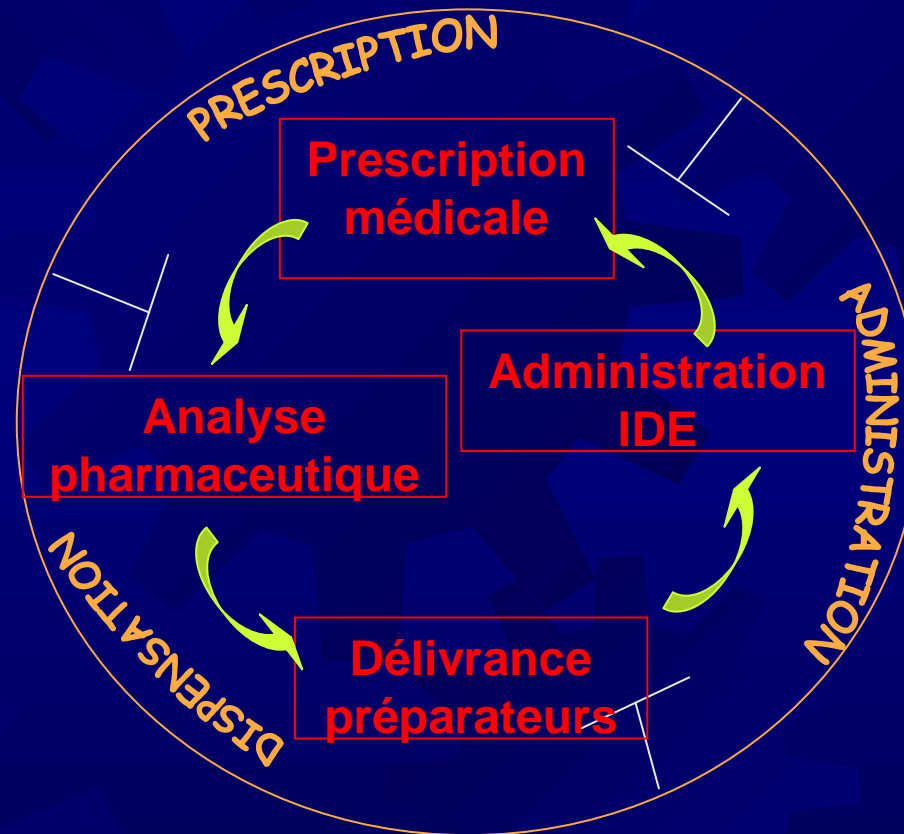 PRESCRIPTION
Prescription
médicale
Administration
IDE
ADMINISTRATION
Analyse
pharmaceutique
DISPENSATION
Délivrance
préparateurs